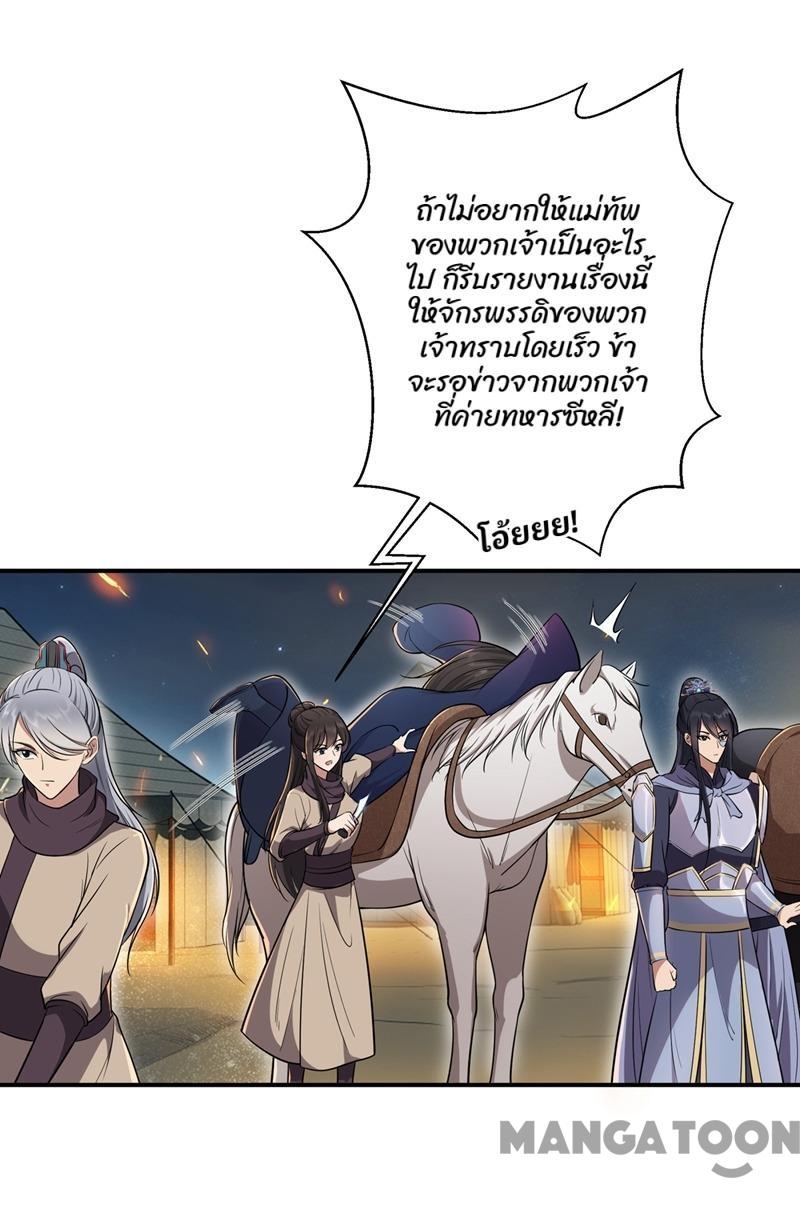 ถ้าไม่อยากให้แม่ทัพ
ของพวกเจ้าเป็นอะไร
ไป ก็รีบรายงานเรื่องนี้
ให้จักรพรรดิของพวก
เจ้าทราบโดยเร็ว ข้า
จะรอข่าวจากพวกเจ้า
ที่ค่ายทหารซีหลี!
โอ้ยยย!
MANGATOON